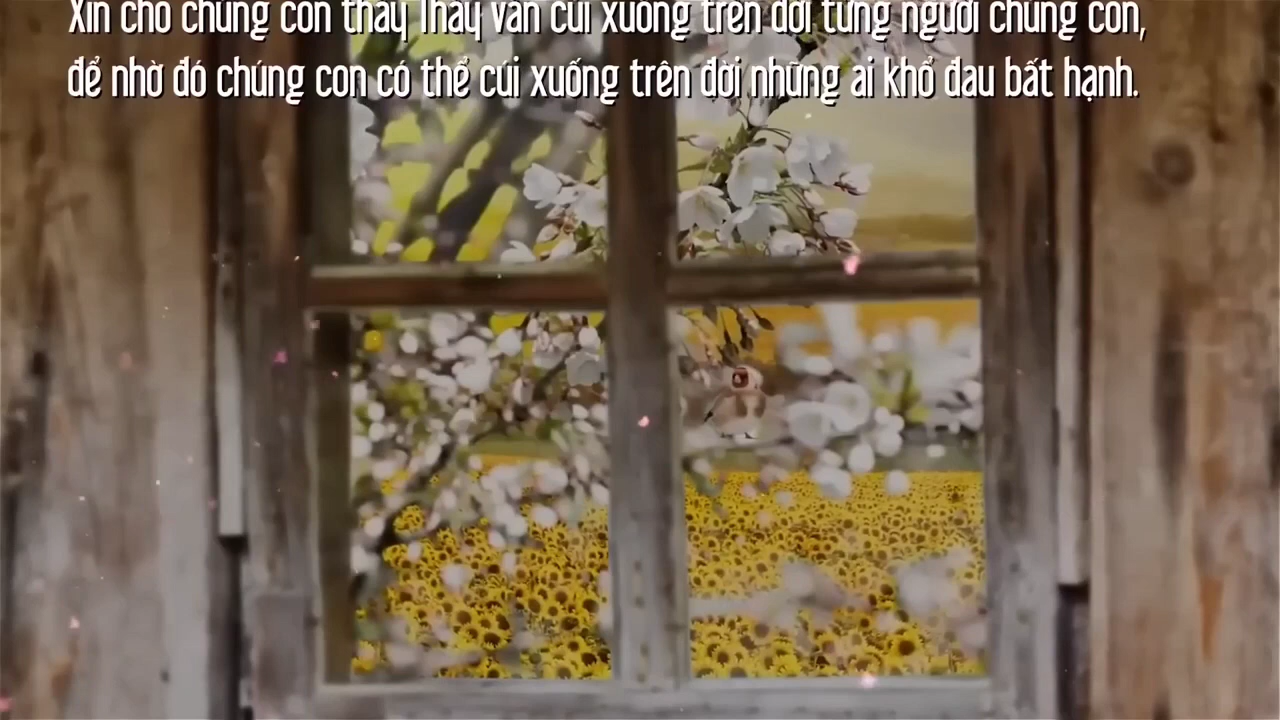 Xin cho chúng con thấy Thầy vẫn cúi xuống trên đời từng người chúng con,
để nhờ đó chúng con có thể cúi xuống trên đời những ai khổ đau bất hạnh.